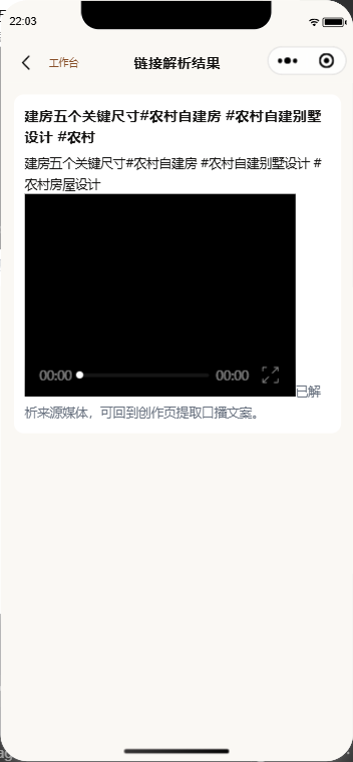 22:03
工作台
链接解析结果
建房五个关键尺寸#农村自建房 #农村自建别墅
设计 #农村
建房五个关键尺寸#农村自建房 #农村自建别墅设计 #
农村房屋设计
00:00
00:00
已解
析来源媒体，可回到创作页提取口播文案。